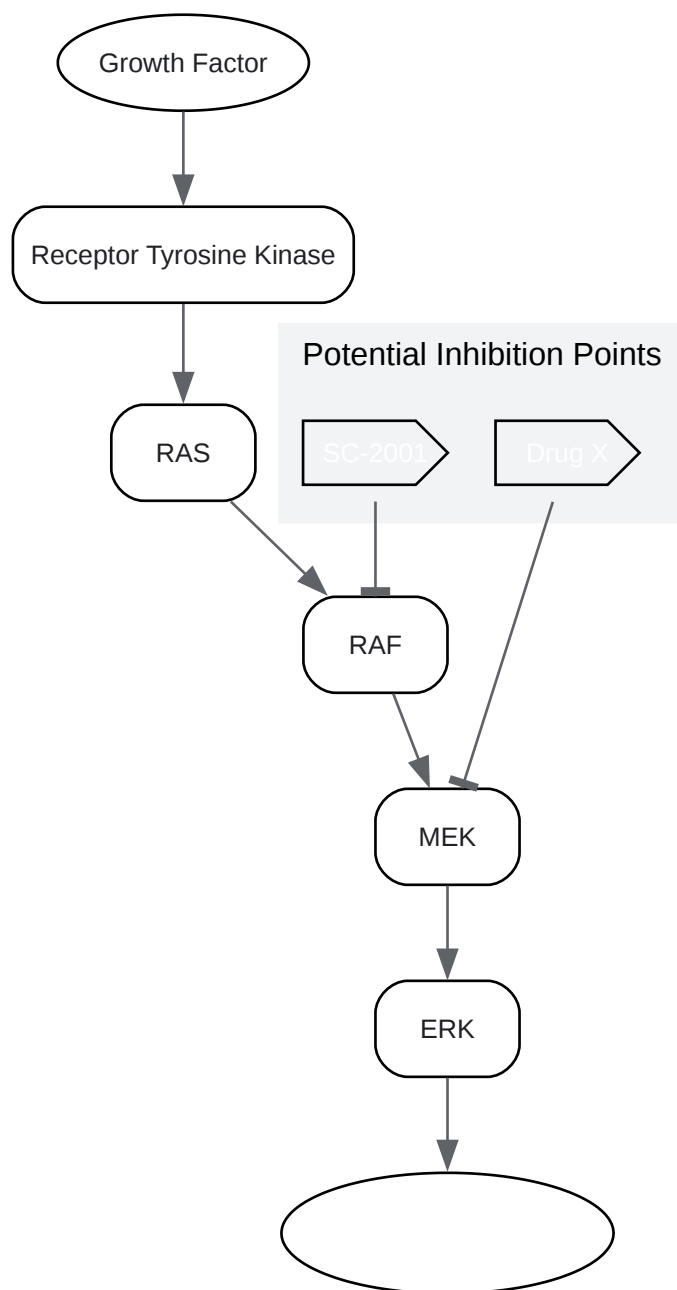 Growth Factor
Receptor Tyrosine Kinase
Potential Inhibition Points
RAS
SC-2001
Drug X
RAF
MEK
ERK